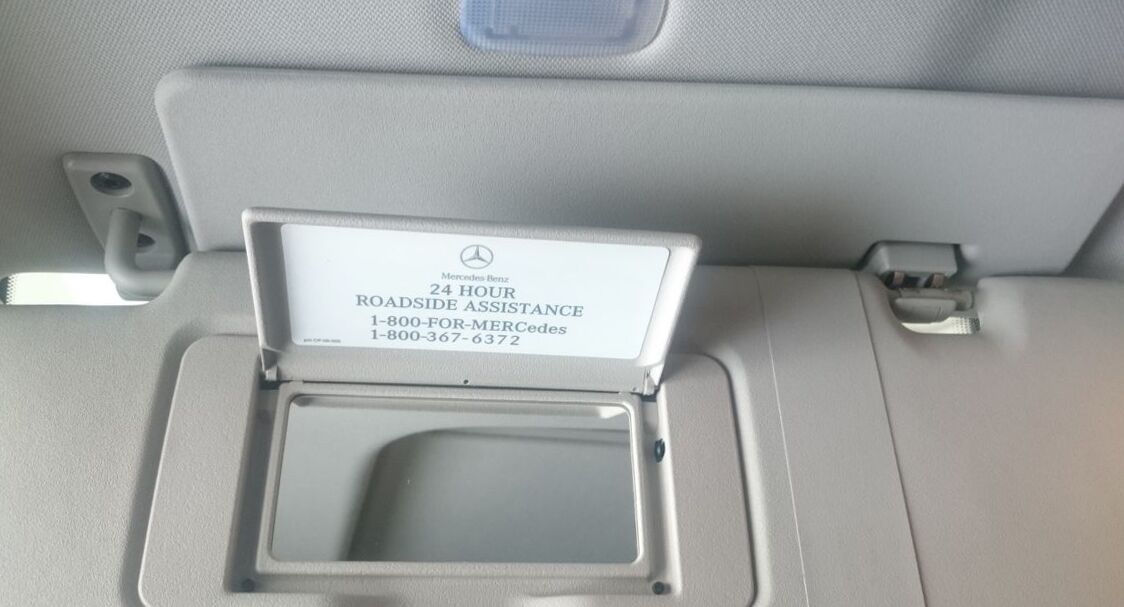 Mercedes-Benz
24 HOUR
ROADSIDE ASSISTANCE
1-800-FOR-MERCedes
1-800-367-6372